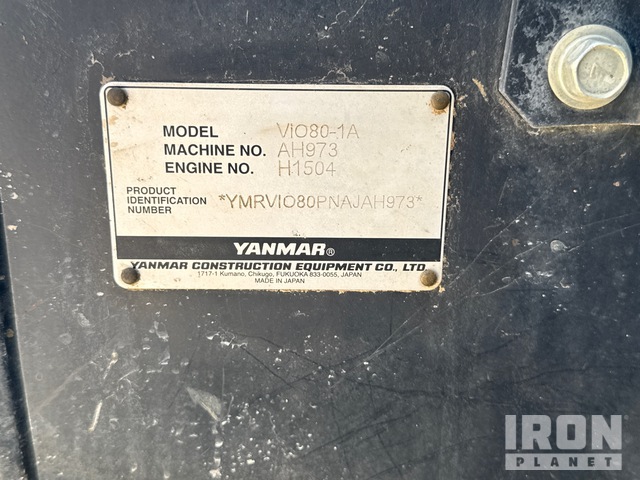 MODEL VIO80-1A
MACHINE NO. AH973
ENGINE NO. H1504
PRODUCT
IDENTIFICATION
NUMBER
*YMRVIO80PNAJAH973*
YANMAR®
YANMAR CONSTRUCTION EQUIPMENT CO., LTD
1717-1 Kumano, Chikugo, FUKUOKA 833-0055, JAPAN
MADE IN JAPAN
IRON
PLANET